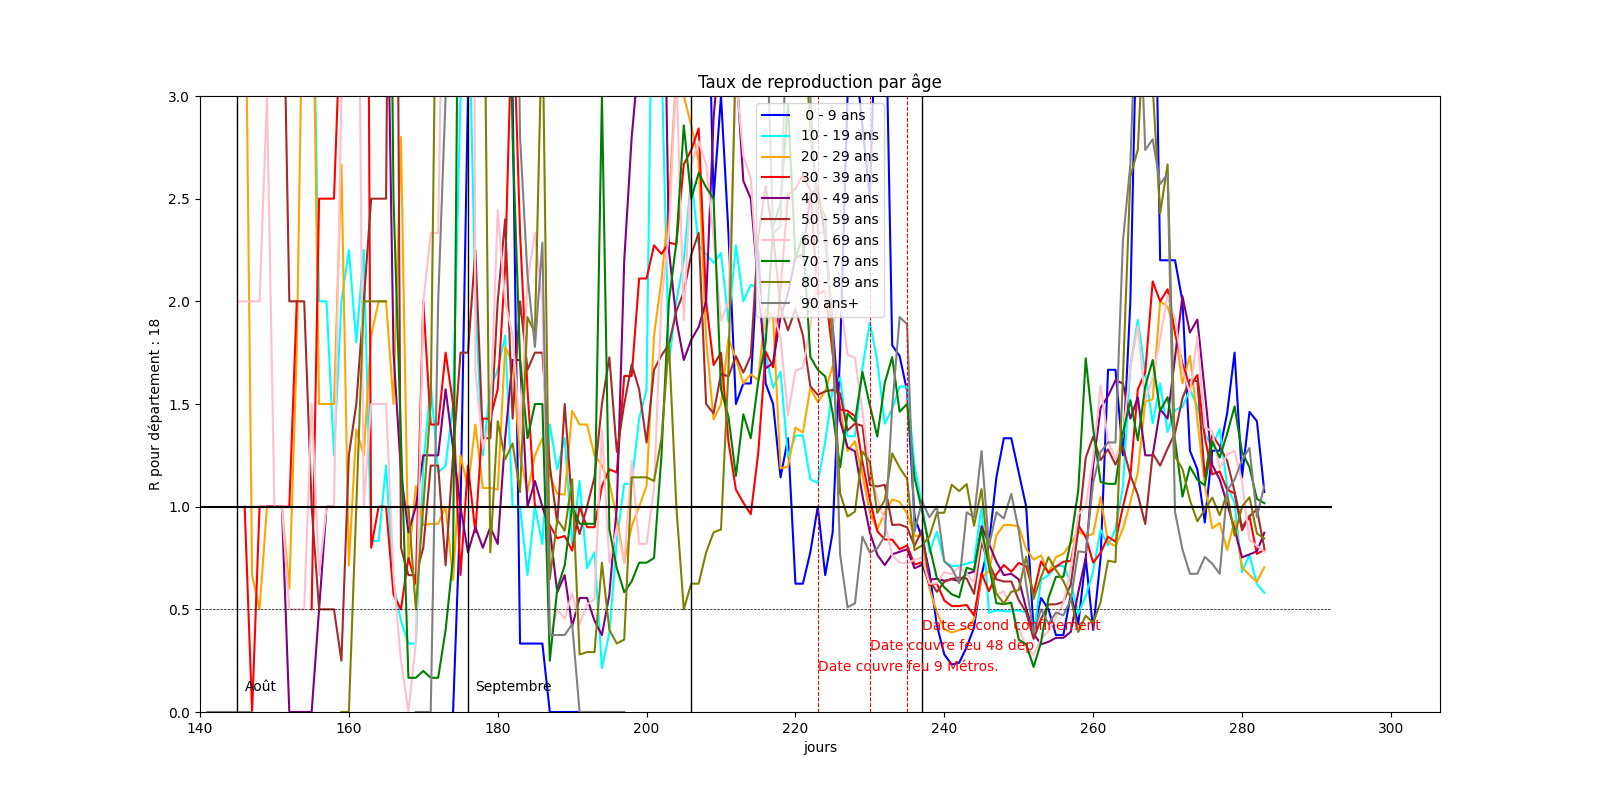 Taux de reproduction par âge
3.0
2.5
2.0
1.5
1.0
0.5
0.0
R pour département : 18
0 - 9 ans
10 - 19 ans
20 - 29 ans
30 - 39 ans
40 - 49 ans
50 - 59 ans
60 - 69 ans
70 - 79 ans
80 - 89 ans
90 ans+
Date second confinement
Date couvre feu 48 dep
Date couvre feu 9 Métros.
Août
Septembre
140 160 180 200 220 240 260 280 300
jours